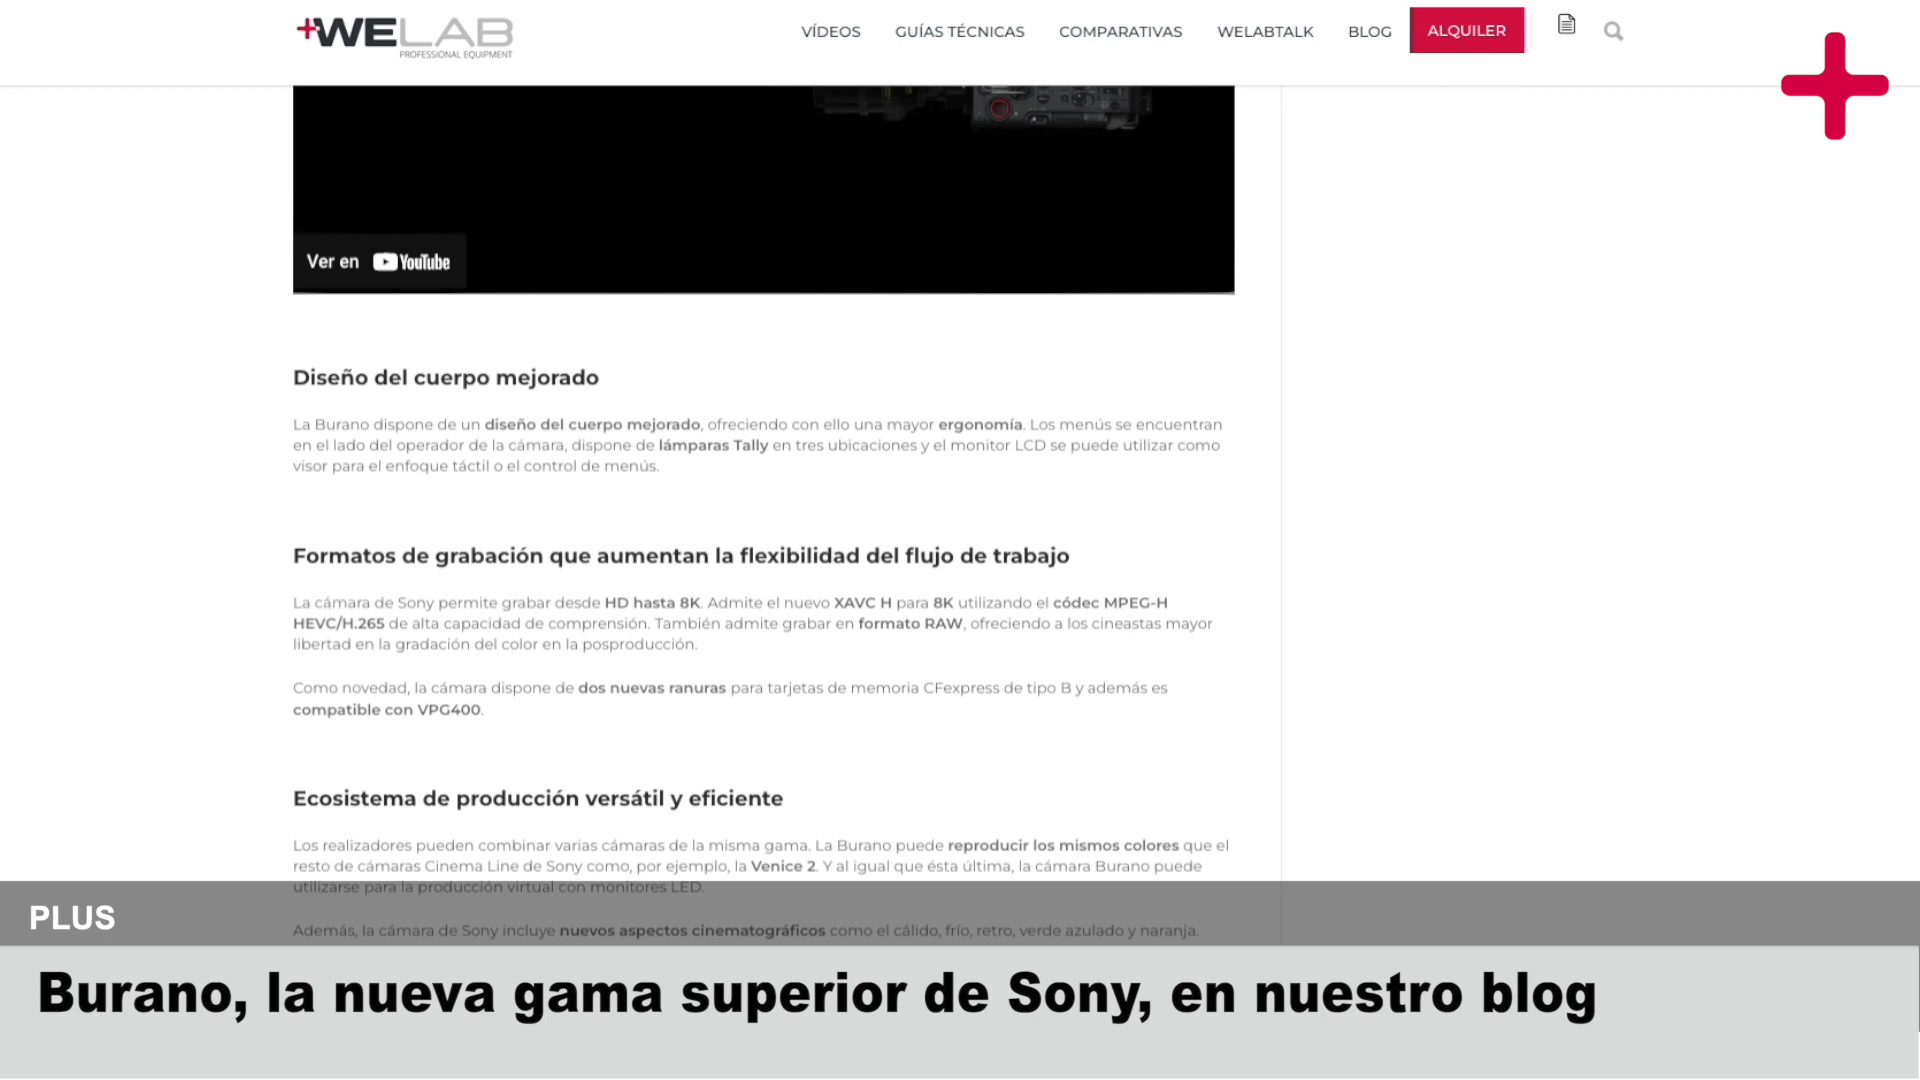 +WELAB
PROFESSIONAL EQUIPMENT
VÍDEOS GUÍAS TÉCNICAS COMPARATIVAS WELABTALK BLOG ALQUILER
Ver en YouTube
Diseño del cuerpo mejorado
La Burano dispone de un diseño del cuerpo mejorado, ofreciendo con ello una mayor ergonomía. Los menús se encuentran
en el lado del operador de la cámara, dispone de lámparas Tally en tres ubicaciones y el monitor LCD se puede utilizar como
visor para el enfoque táctil o el control de menús.
Formatos de grabación que aumentan la flexibilidad del flujo de trabajo
La cámara de Sony permite grabar desde HD hasta 8K. Admite el nuevo XAVC H para 8K utilizando el códec MPEG-H
HEVC/H.265 de alta capacidad de comprensión. También admite grabar en formato RAW, ofreciendo a los cineastas mayor
libertad en la gradación del color en la posproducción.
Como novedad, la cámara dispone de dos nuevas ranuras para tarjetas de memoria CFexpress de tipo B y además es
compatible con VPG400.
Ecosistema de producción versátil y eficiente
Los realizadores pueden combinar varias cámaras de la misma gama. La Burano puede reproducir los mismos colores que el
resto de cámaras Cinema Line de Sony como, por ejemplo, la Venice 2. Y al igual que ésta última, la cámara Burano puede
utilizarse para la producción virtual con monitores LED.
PLUS
Además, la cámara de Sony incluye nuevos aspectos cinematográficos como el cálido, frío, retro, verde azulado y naranja.
Burano, la nueva gama superior de Sony, en nuestro blog